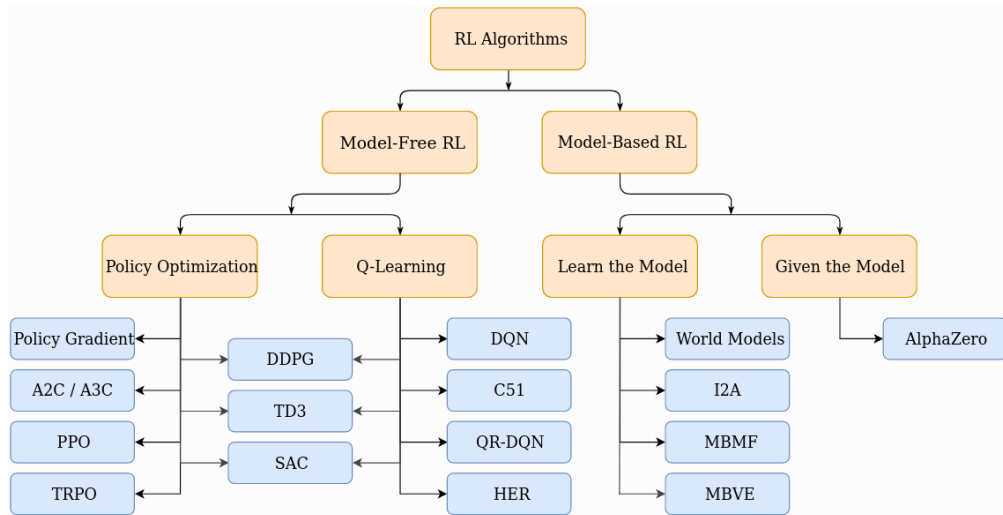 RL Algorithms
Model-Free RL
Model-Based RL
Policy Optimization
Q-Learning
Learn the Model
Given the Model
Policy Gradient
A2C / A3C
PPO
TRPO
DDPG
TD3
SAC
DQN
C51
QR-DQN
HER
World Models
I2A
MBMF
MBVE
AlphaZero